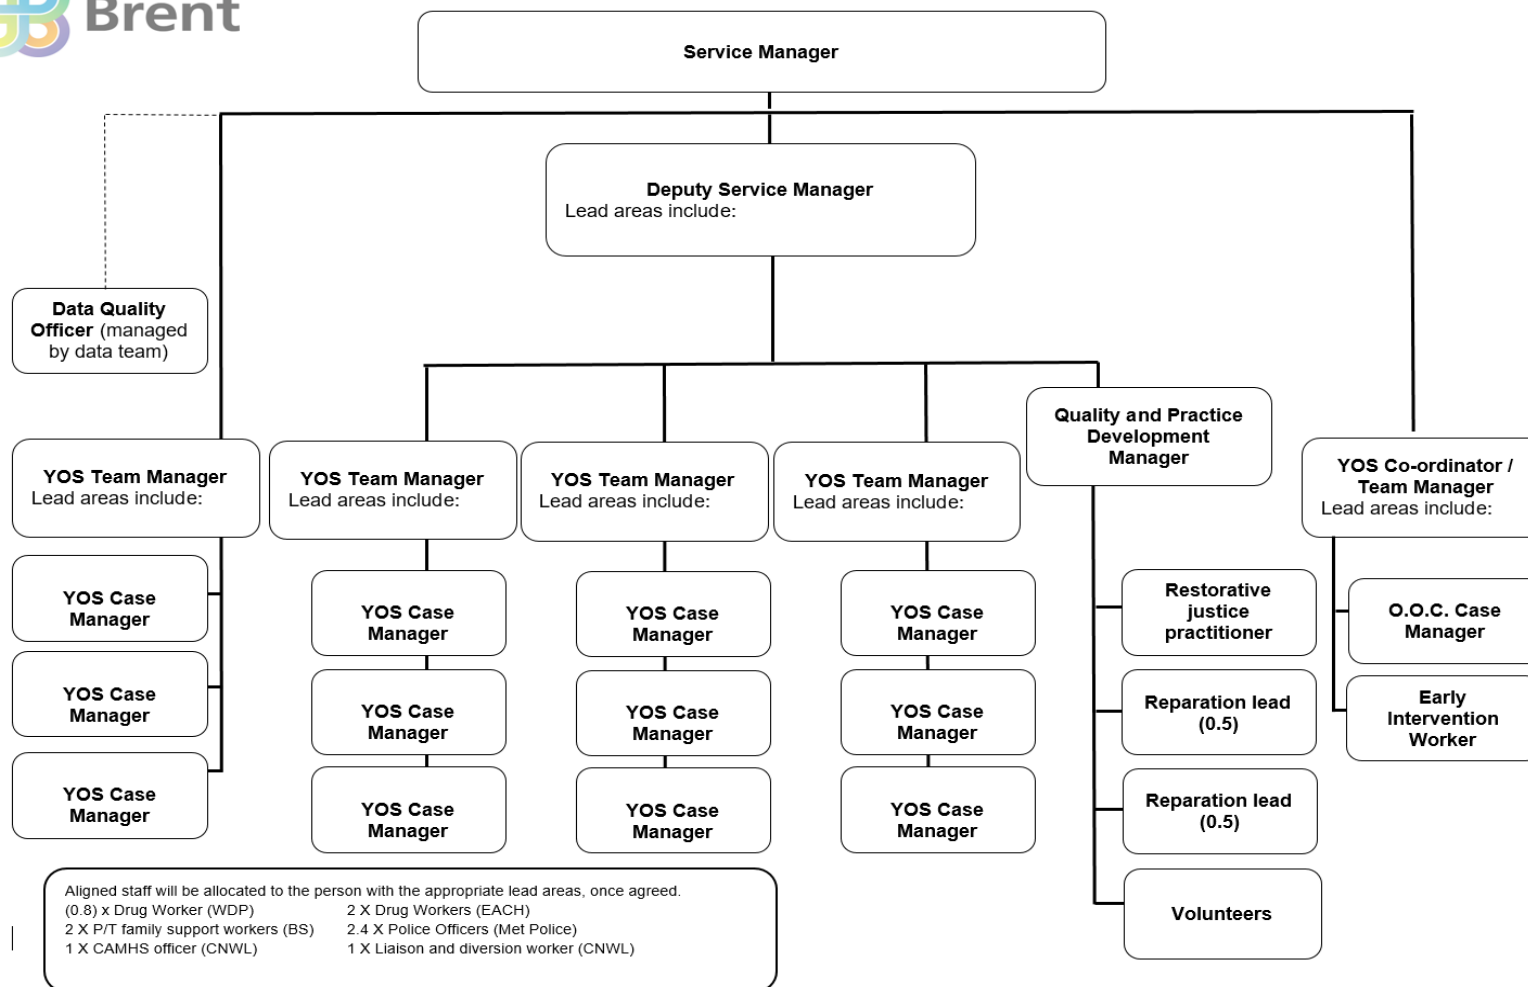 Brent
Service Manager
Deputy Service Manager
Lead areas include:
Data Quality
Officer (managed
by data team)
YOS Team Manager
Lead areas include:
YOS Team Manager
Lead areas include:
YOS Team Manager
Lead areas include:
YOS Team Manager
Lead areas include:
Quality and Practice
Development
Manager
YOS Co-ordinator /
Team Manager
Lead areas include:
YOS Case
Manager
YOS Case
Manager
YOS Case
Manager
YOS Case
Manager
YOS Case
Manager
YOS Case
Manager
YOS Case
Manager
YOS Case
Manager
YOS Case
Manager
YOS Case
Manager
YOS Case
Manager
YOS Case
Manager
Restorative
justice
practitioner
Reparation lead
(0.5)
Reparation lead
(0.5)
Volunteers
O.O.C. Case
Manager
Early
Intervention
Worker
Aligned staff will be allocated to the person with the appropriate lead areas, once agreed.
(0.8) x Drug Worker (WDP) 2 X Drug Workers (EACH)
2 X P/T family support workers (BS) 2.4 X Police Officers (Met Police)
1 X CAMHS officer (CNWL) 1 X Liaison and diversion worker (CNWL)